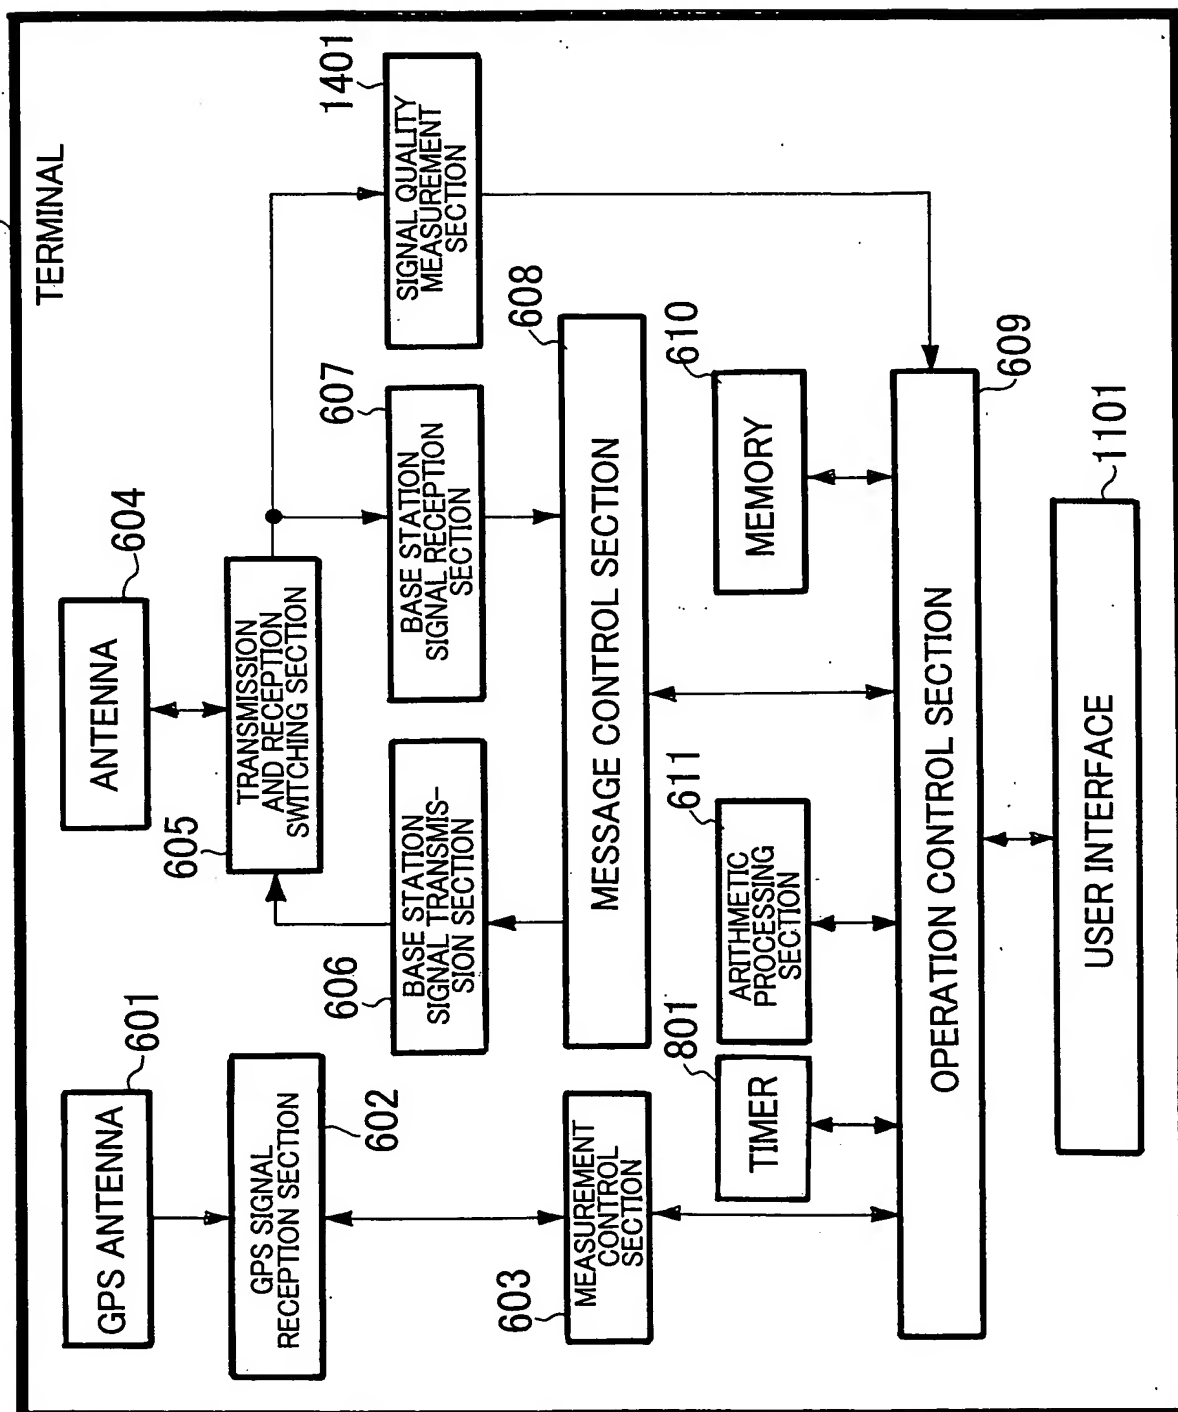 TERMINAL
GPS ANTENNA
601
GPS SIGNAL
RECEPTION SECTION
602
MEASUREMENT
CONTROL
SECTION
603
ANTENNA
604
TRANSMISSION
AND RECEPTION
SWITCHING SECTION
605
BASE STATION
SIGNAL TRANSMIS-
SION SECTION
606
BASE STATION
SIGNAL RECEPTION
SECTION
607
SIGNAL QUALITY
MEASUREMENT
SECTION
1401
MESSAGE CONTROL SECTION
608
TIMER
801
ARITHMETIC
PROCESSING
SECTION
611
MEMORY
610
OPERATION CONTROL SECTION
609
USER INTERFACE
1101